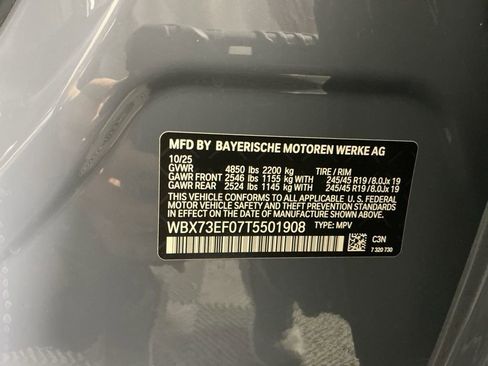 MFD BY BAYERISCHE MOTOREN WERKE AG
10/25
GVWR 4850 lbs 2200 kg TIRE / RIM
GAWR FRONT 2546 lbs 1155 kg WITH 245/45 R19 /8.0Jx 19
GAWR REAR 2524 lbs 1145 kg WITH 245/45 R19 /8.0Jx 19
THIS VEHICLE CONFORMS TO ALL APPLICABLE U.S. FEDERAL
MOTOR VEHICLE SAFETY, BUMPER, AND THEFT PREVENTION
STANDARDS IN EFFECT ON THE DATE OF MANUFACTURE SHOWN ABOVE.
WBX73EF07T5501908 TYPE: MPV
C3N
7 320 730